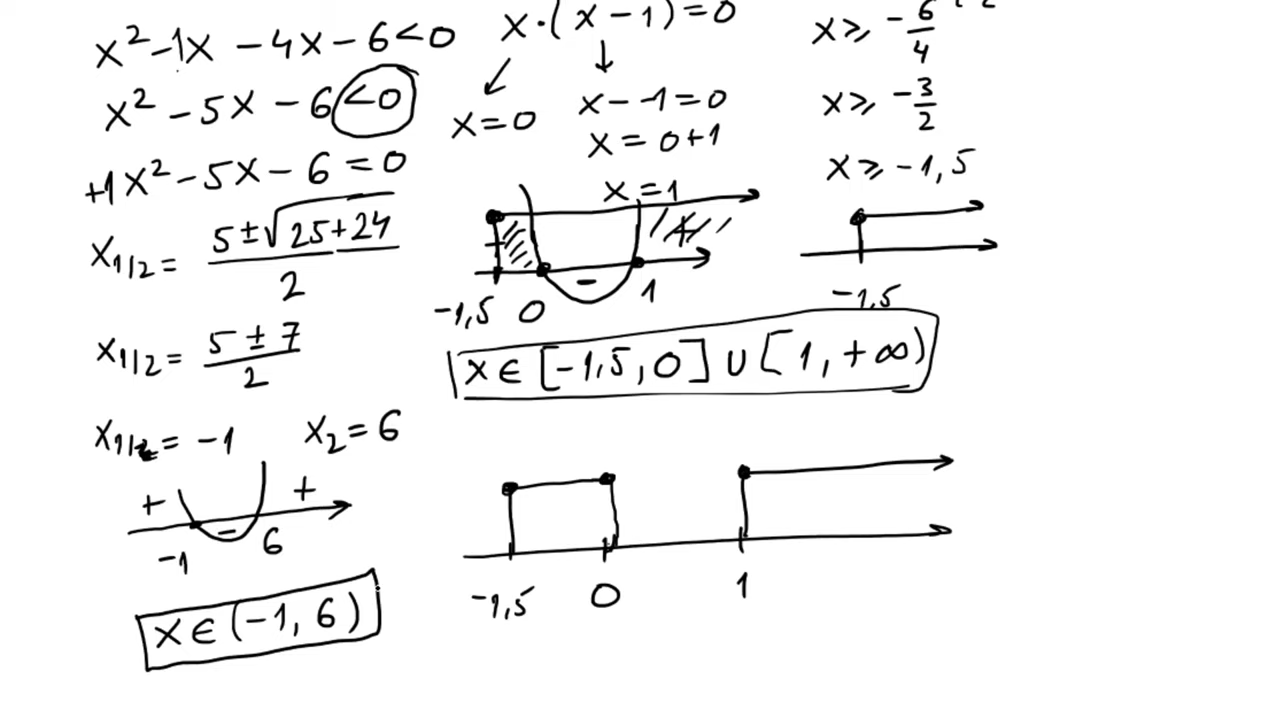 x² - 1x - 4x - 6 < 0
x² - 5x - 6 < 0
+1x² - 5x - 6 = 0
x1/2 = (5 ± √(25 + 24)) / 2
x1/2 = (5 ± 7) / 2
x1/2 = -1 x2 = 6
+ - +
-1 6
x ∈ (-1, 6)
x · (x - 1) = 0
x = 0
x - 1 = 0
x = 0 + 1
x = 1
+ - +
-1,5 0 1
x ∈ [-1,5, 0] ∪ [1, +∞)
-1,5 0 1
x ⩾ -6/4
x ⩾ -3/2
x ⩾ -1,5
-1,5